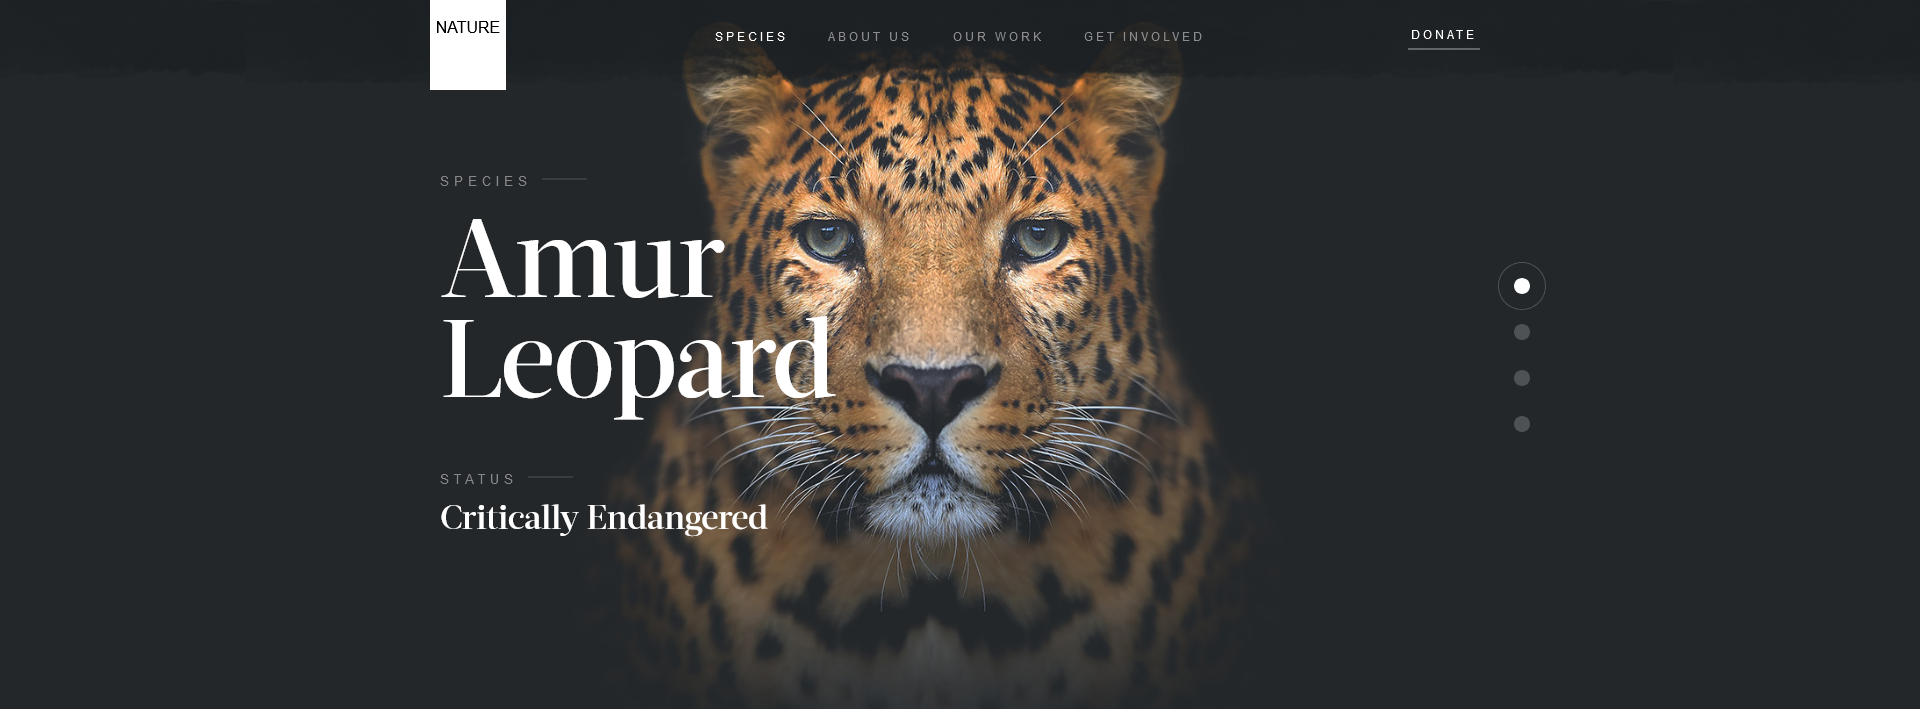 NATURE
SPECIES
ABOUT US
OUR WORK
GET INVOLVED
DONATE
SPECIES
Amur
Leopard
STATUS
Critically Endangered